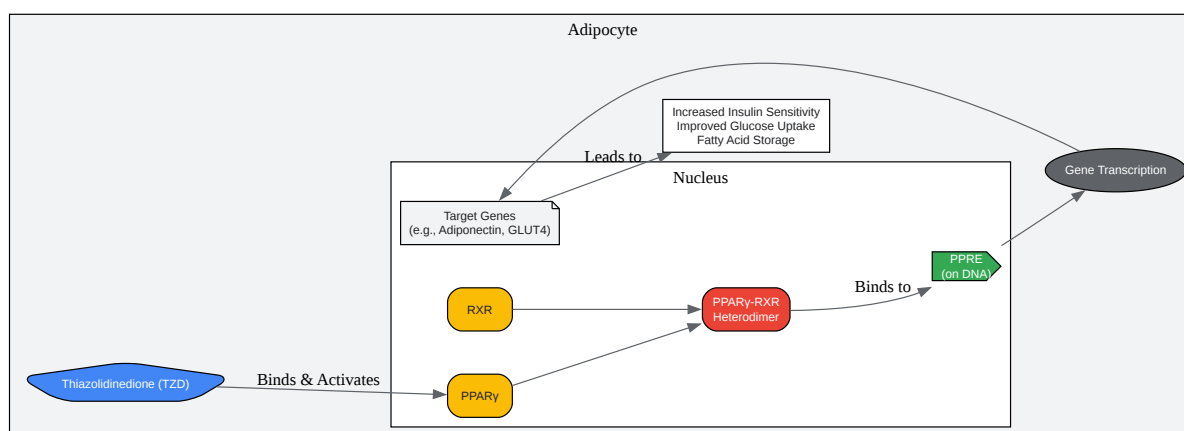 Adipocyte
Increased Insulin Sensitivity
Improved Glucose Uptake
Fatty Acid Storage
Leads to
Gene Transcription
Nucleus
Target Genes
(e.g., Adiponectin, GLUT4)
PPRE
(on DNA)
Binds to
RXR
PPARγ-RXR
Heterodimer
Thiazolidinedione (TZD)
Binds & Activates
PPARγ